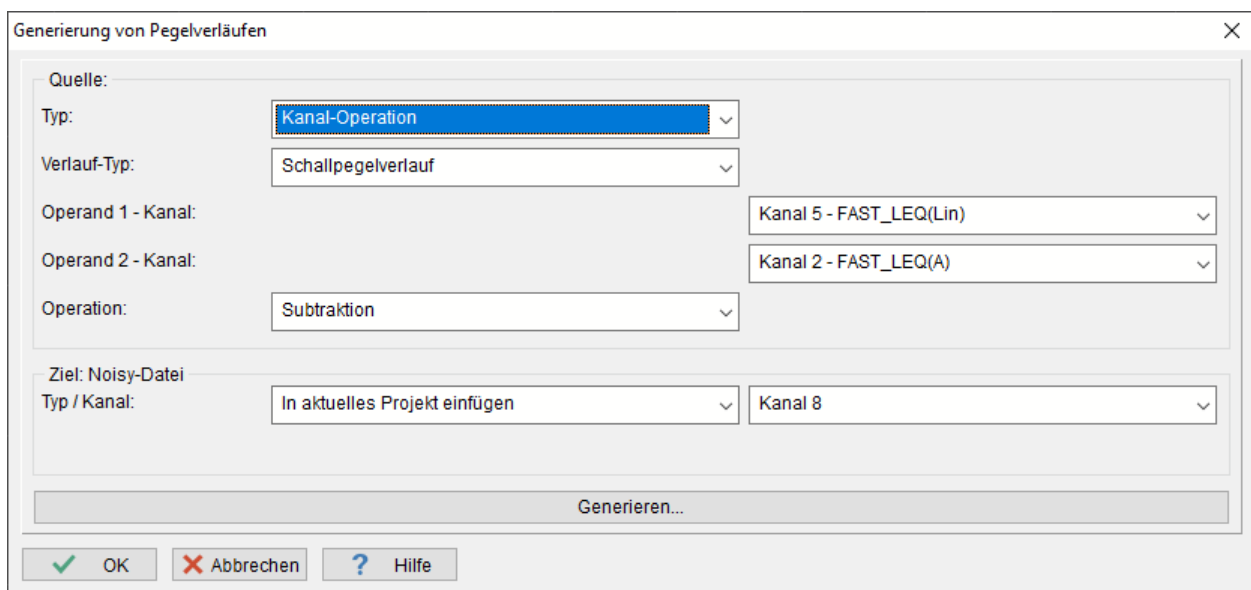 Generierung von Pegelverläufen
Quelle:
Typ: Kanal-Operation
Verlauf-Typ: Schallpegelverlauf
Operand 1 - Kanal: Kanal 5 - FAST_LEQ(Lin)
Operand 2 - Kanal: Kanal 2 - FAST_LEQ(A)
Operation: Subtraktion
Ziel: Noisy-Datei
Typ / Kanal: In aktuelles Projekt einfügen Kanal 8
Generieren...
OK Abbrechen ? Hilfe